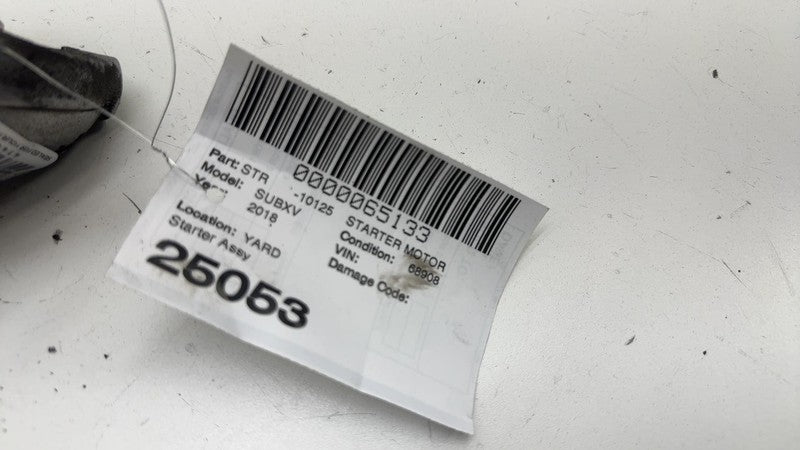 0000065133
Part: STR -10125 STARTER MOTOR
Model: SUBXV Condition:
Year: 2018 VIN: 68908
Damage Code:
Location: YARD
Starter Assy
25053